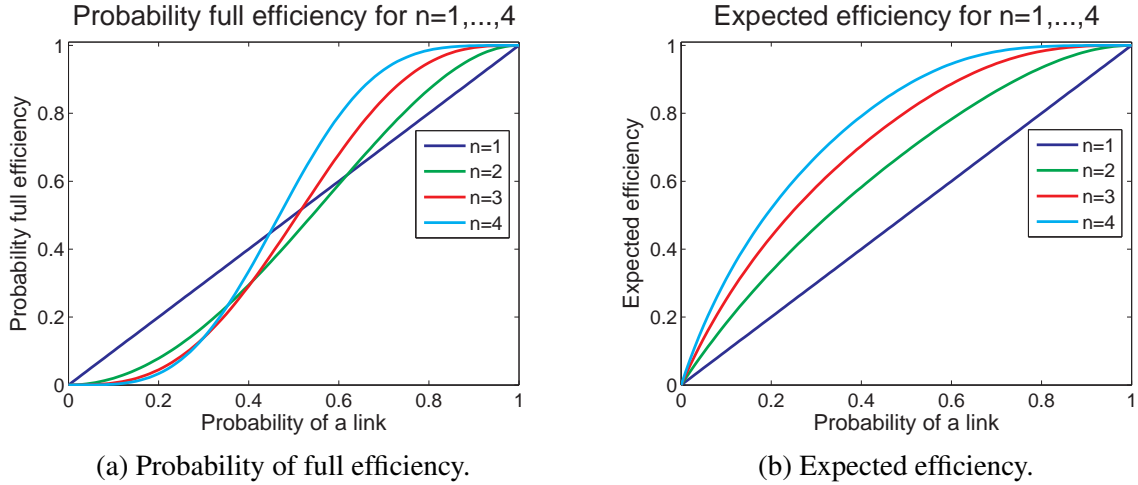 Probability full efficiency for n=1,...,4
Probability full efficiency
1
0.8
0.6
0.4
0.2
0
0 0.2 0.4 0.6 0.8 1
Probability of a link
n=1
n=2
n=3
n=4
(a) Probability of full efficiency.
Expected efficiency for n=1,...,4
Expected efficiency
1
0.8
0.6
0.4
0.2
0
0 0.2 0.4 0.6 0.8 1
Probability of a link
n=1
n=2
n=3
n=4
(b) Expected efficiency.